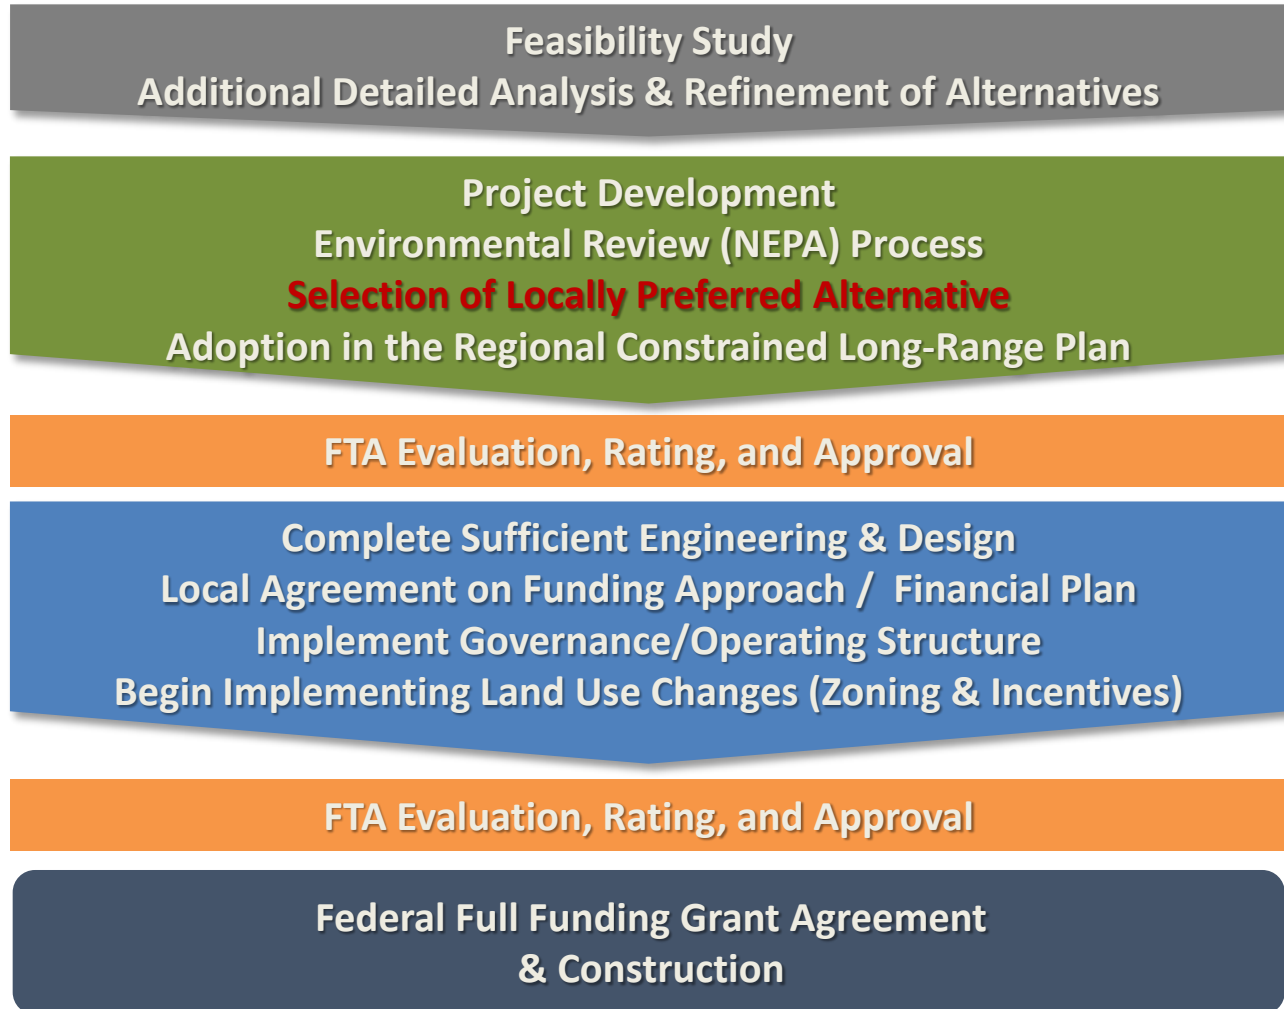 Feasibility Study
Additional Detailed Analysis & Refinement of Alternatives
Project Development
Environmental Review (NEPA) Process
Selection of Locally Preferred Alternative
Adoption in the Regional Constrained Long-Range Plan
FTA Evaluation, Rating, and Approval
Complete Sufficient Engineering & Design
Local Agreement on Funding Approach / Financial Plan
Implement Governance/Operating Structure
Begin Implementing Land Use Changes (Zoning & Incentives)
FTA Evaluation, Rating, and Approval
Federal Full Funding Grant Agreement
& Construction